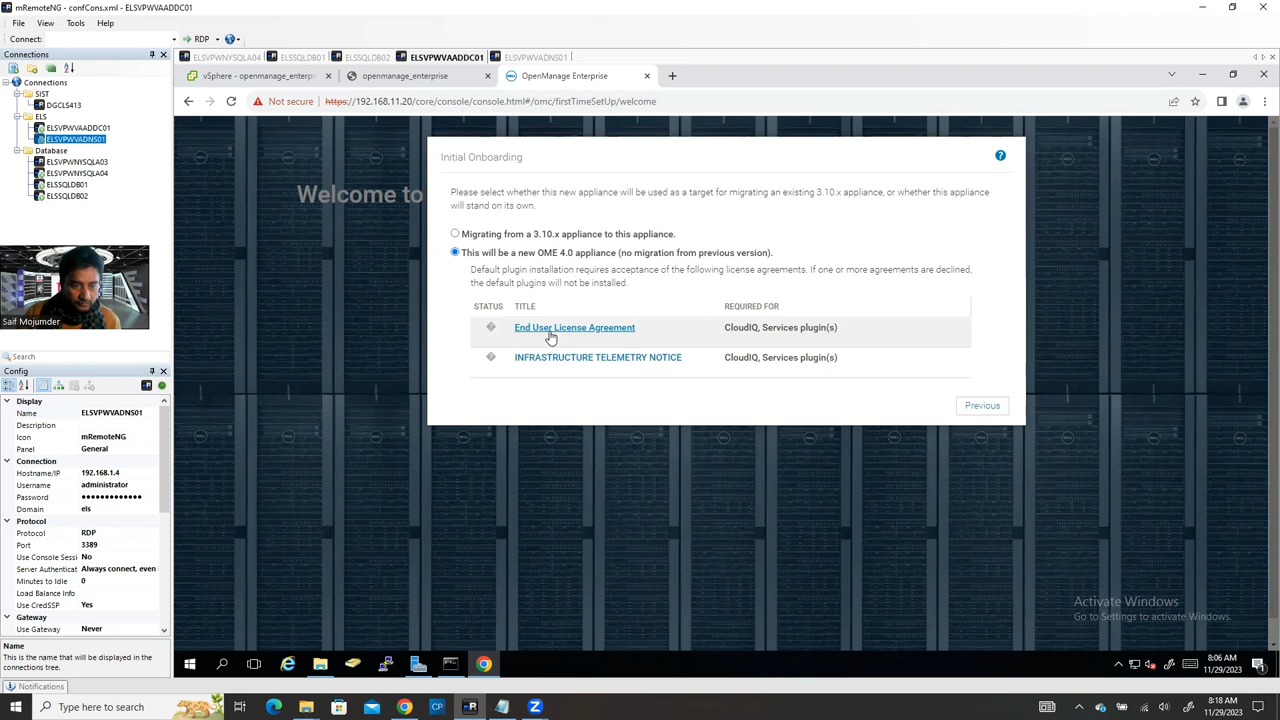 mRemoteNG - confCons.xml - ELSVPWVAADDC01
File View Tools Help
Connect: RDP
Connections
ELSVPWNYSQLA04 ELSSQLDB01 ELSSQLDB02 ELSVPWVAADDC01 ELSVPWVADNS01
vSphere - openmanage_enterpr openmanage_enterprise OpenManage Enterprise
Not secure https://192.168.11.20/core/console/console.html#/omc/firstTimeSetUp/welcome
Connections
SIST
DGCLS413
ELS
ELSVPWVAADDC01
ELSVPWVADNS01
Database
ELSVPWNYSQLA03
ELSVPWNYSQLA04
ELSSQLDB01
ELSSQLDB02
Saif Mojumder
Search
Config
Display
Name ELSVPWVADNS01
Description
Icon mRemoteNG
Panel General
Connection
Hostname/IP 192.168.1.4
Username administrator
Password •••••••••••••
Domain els
Protocol
Protocol RDP
Port 3389
Use Console Sessi No
Server Authenticat Always connect, even
Minutes to Idle 0
Load Balance Info
Use CredSSP Yes
Gateway
Use Gateway Never
Name
This is the name that will be displayed in the connections tree.
Notifications
Welcome to
Initial Onboarding
Please select whether this new appliance will be used as a target for migrating an existing 3.10.x appliance, or whether this appliance
will stand on its own.
Migrating from a 3.10.x appliance to this appliance.
This will be a new OME 4.0 appliance (no migration from previous version).
Default plugin installation requires acceptance of the following license agreements. If one or more agreements are declined,
the default plugins will not be installed.
STATUS TITLE REQUIRED FOR
End User License Agreement CloudIQ, Services plugin(s)
INFRASTRUCTURE TELEMETRY NOTICE CloudIQ, Services plugin(s)
Previous
Activate Windows
Go to Settings to activate Windows.
8:06 AM
11/29/2023
Type here to search
8:18 AM
11/29/2023